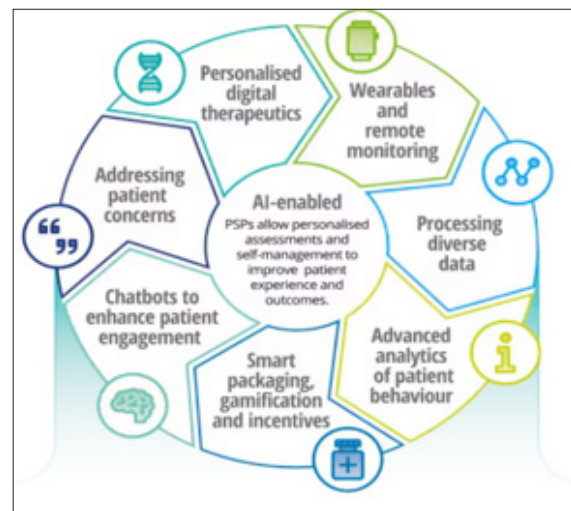 Personalised
digital
therapeutics
Wearables
and
remote
monitoring
Processing
diverse
data
Advanced
analytics
of patient
behaviour
Smart
packaging,
gamification
and incentives
Chatbots to
enhance patient
engagement
Addressing
patient
concerns
AI-enabled
PSPs allow personalised
assessments and
self-management to
improve patient
experience and
outcomes.